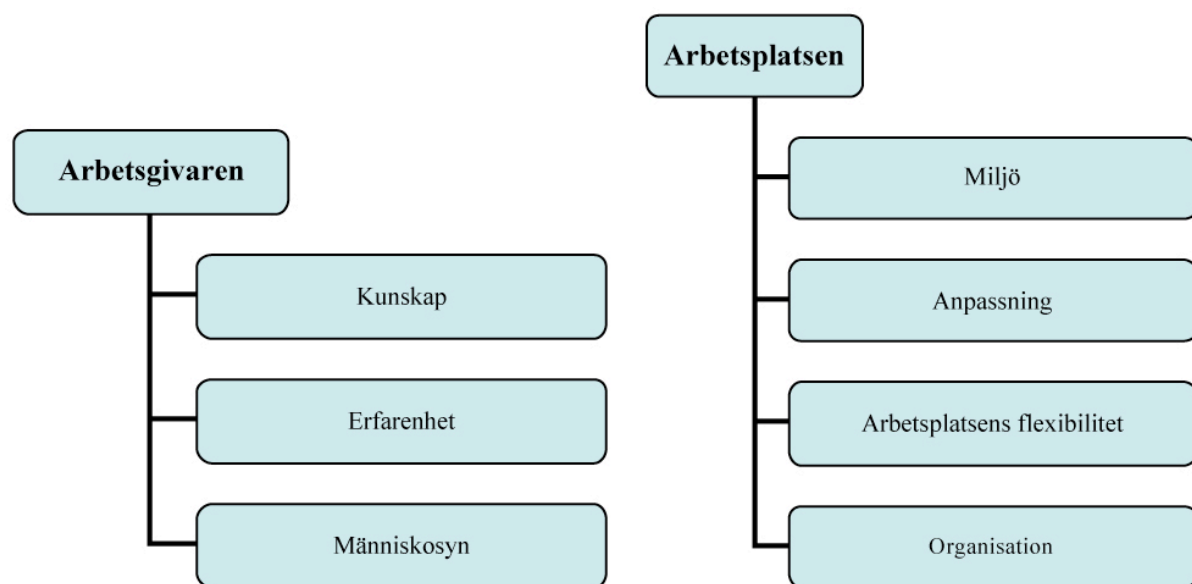 Arbetsgivaren
Kunskap
Erfarenhet
Människosyn
Arbetsplatsen
Miljö
Anpassning
Arbetsplatsens flexibilitet
Organisation